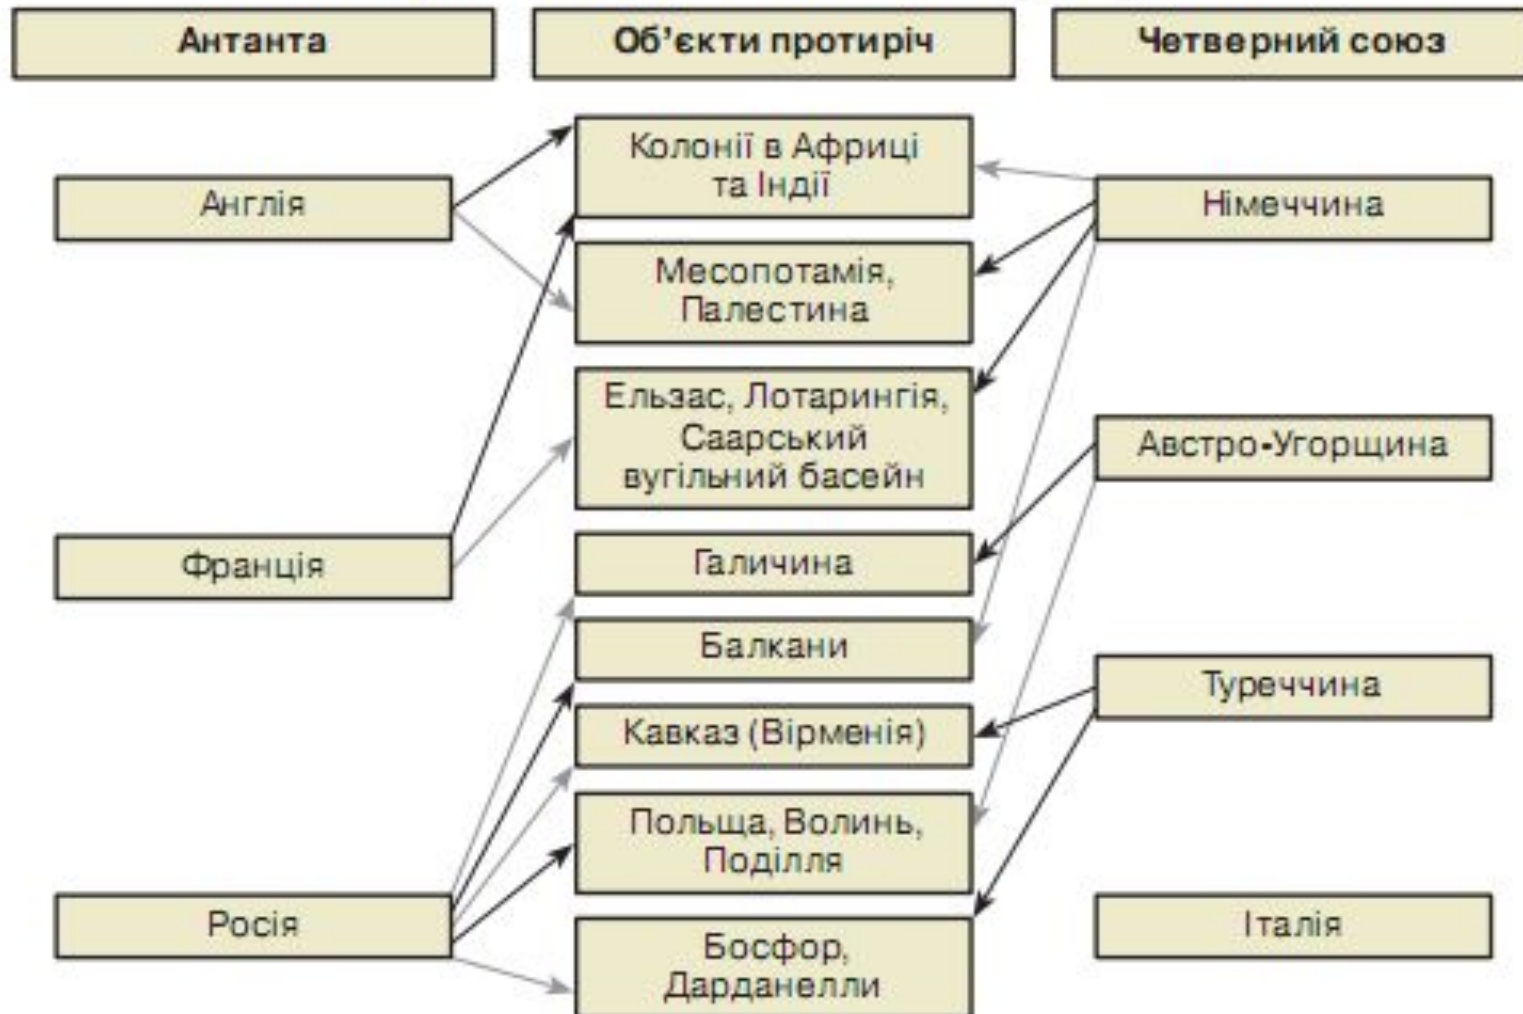 Антанта
Об’єкти протиріч
Четверний союз
Англія
Франція
Росія
Колонії в Африці
та Індії
Месопотамія,
Палестина
Ельзас, Лотарингія,
Саарський
вугільний басейн
Галичина
Балкани
Кавказ (Вірменія)
Польща, Волинь,
Поділля
Босфор,
Дарданелли
Німеччина
Австро-Угорщина
Туреччина
Італія